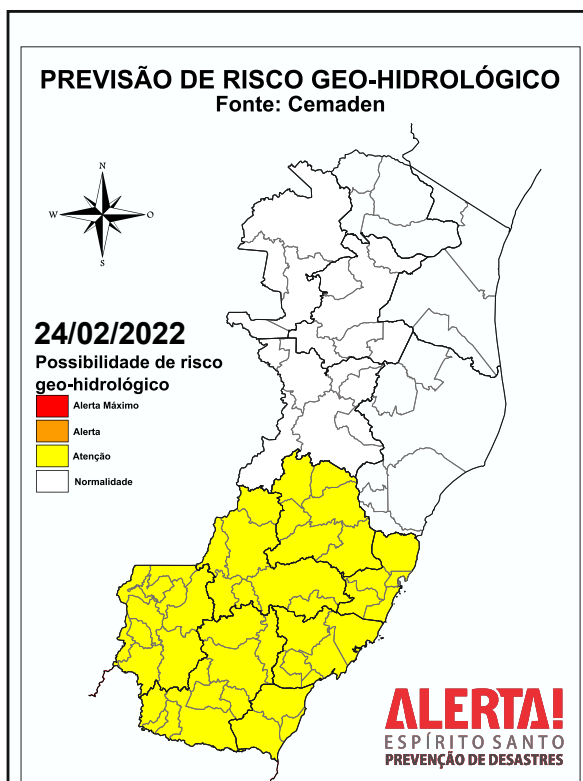 PREVISÃO DE RISCO GEO-HIDROLÓGICO
Fonte: Cemaden
N
W
O
S
24/02/2022
Possibilidade de risco
geo-hidrológico
Alerta Máximo
Alerta
Atenção
Normalidade
ALERTA!
ESPÍRITO SANTO
PREVENÇÃO DE DESASTRES